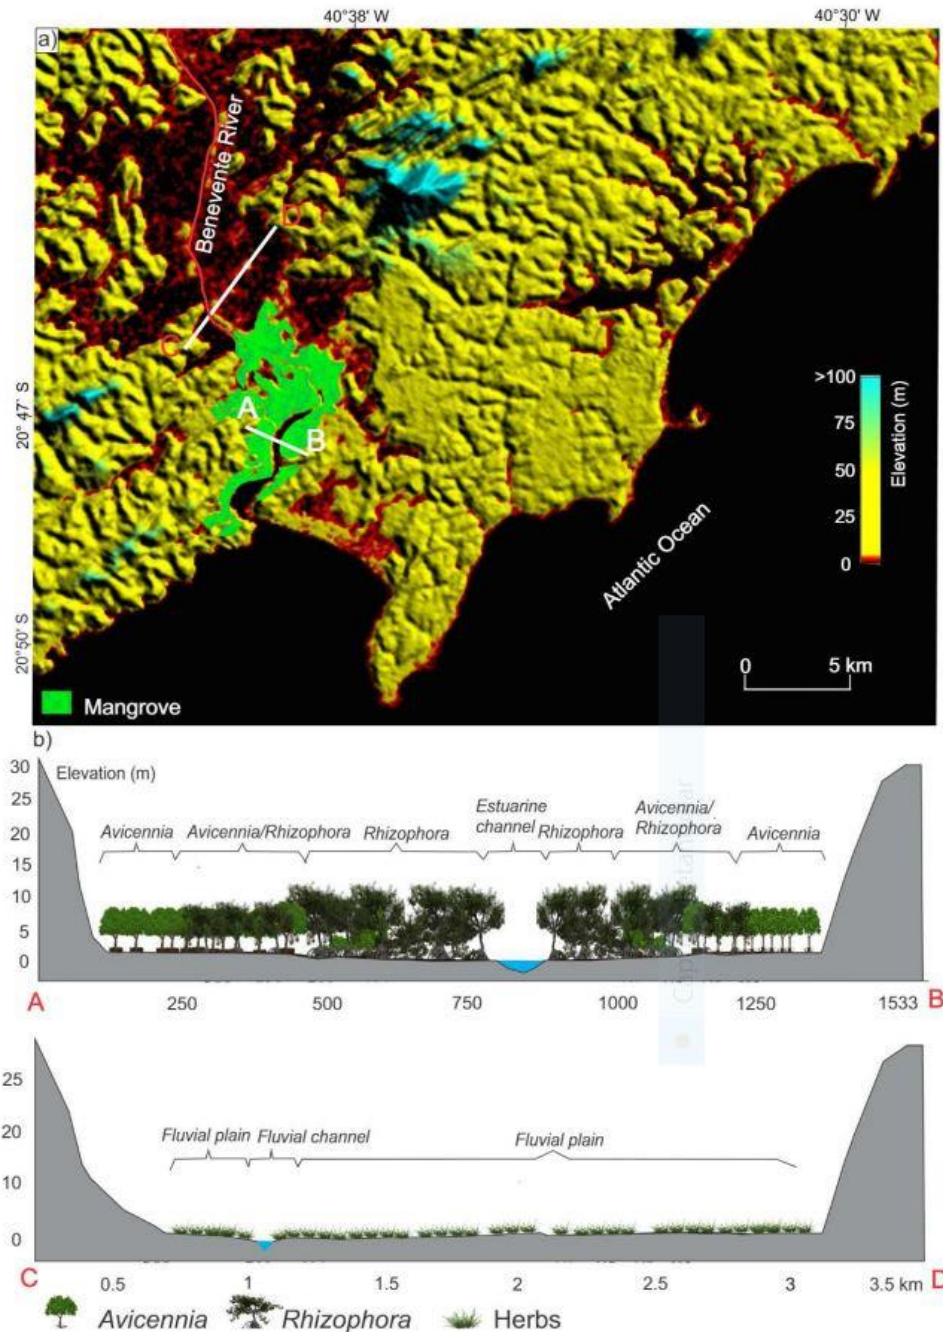 40°38' W
40°30' W
a)
Benevente River
D
C
A
B
20° 47' S
20°50' S
>100
75
50
25
0
Elevation (m)
Atlantic Ocean
0 5 km
Mangrove
b)
30
25
20
15
10
5
0
Elevation (m)
Avicennia
Avicennia/Rhizophora
Rhizophora
Estuarine
channel
Rhizophora
Avicennia/
Rhizophora
Avicennia
A 250 500 750 1000 1250 1533 B
25
20
10
0
Fluvial plain
Fluvial channel
Fluvial plain
C 0.5 1 1.5 2 2.5 3 3.5 km D
Avicennia Rhizophora Herbs